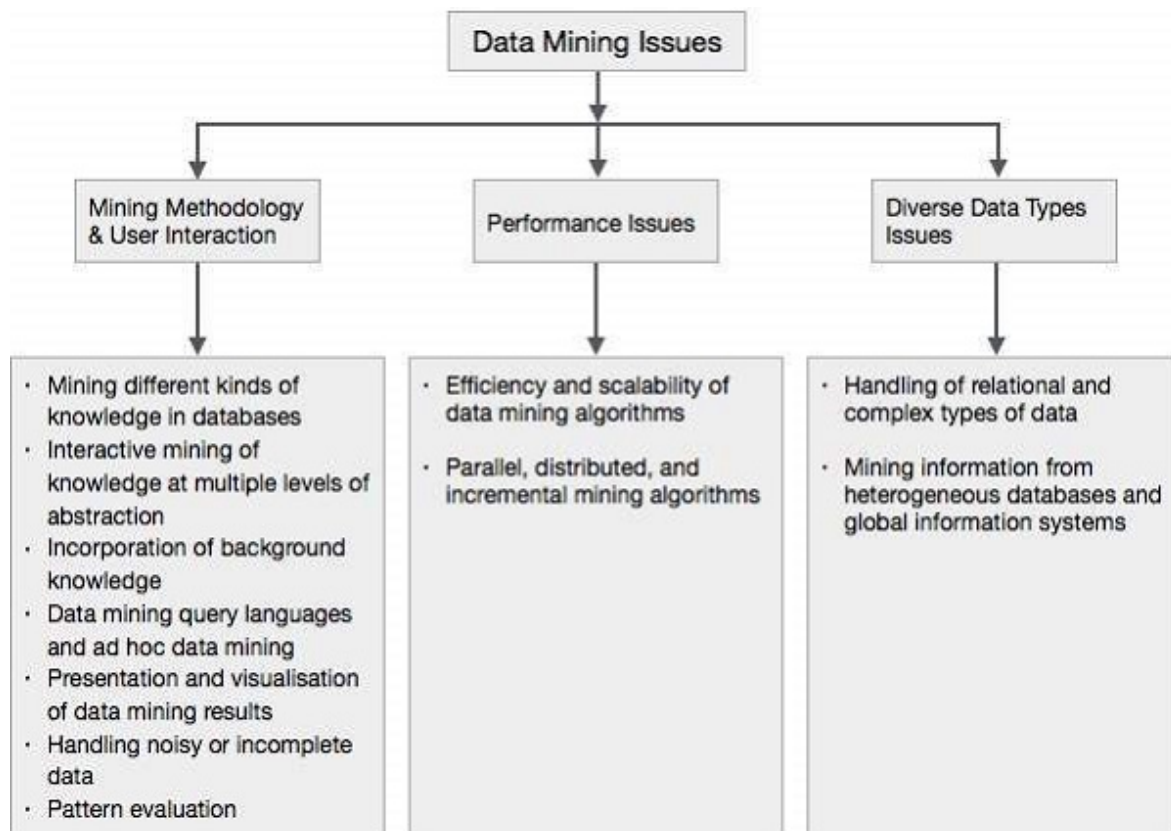 Data Mining Issues
Mining Methodology
& User Interaction
Performance Issues
Diverse Data Types
Issues
· Mining different kinds of
knowledge in databases
· Interactive mining of
knowledge at multiple levels of
abstraction
· Incorporation of background
knowledge
· Data mining query languages
and ad hoc data mining
· Presentation and visualisation
of data mining results
· Handling noisy or incomplete
data
· Pattern evaluation
· Efficiency and scalability of
data mining algorithms
· Parallel, distributed, and
incremental mining algorithms
· Handling of relational and
complex types of data
· Mining information from
heterogeneous databases and
global information systems